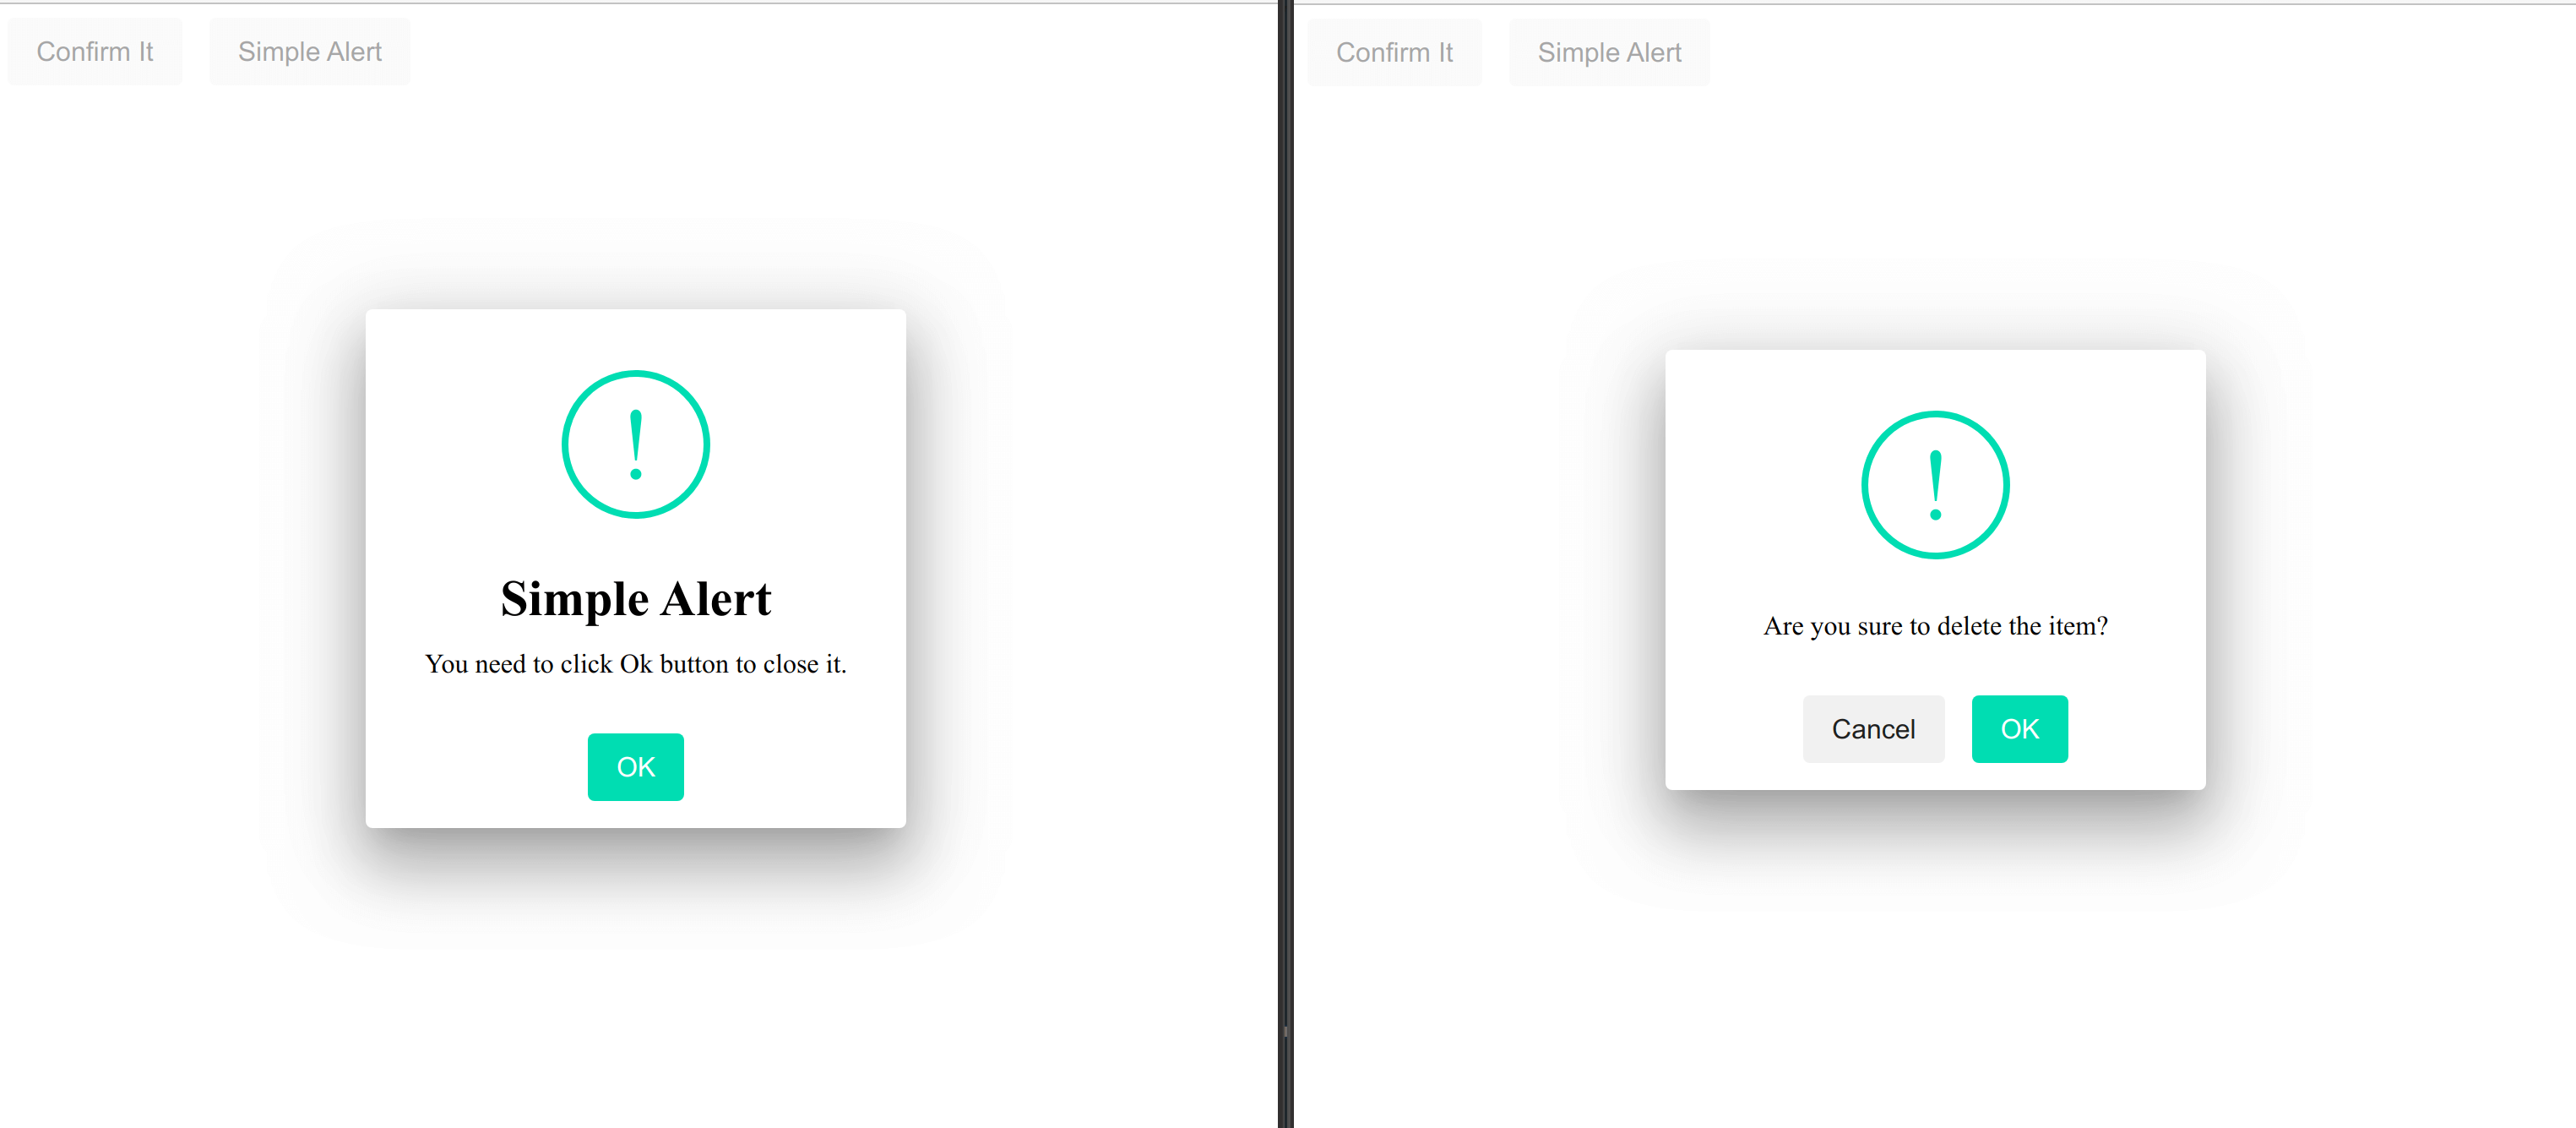 Confirm It Simple Alert
!
Simple Alert
You need to click Ok button to close it.
OK
Confirm It Simple Alert
!
Are you sure to delete the item?
Cancel OK